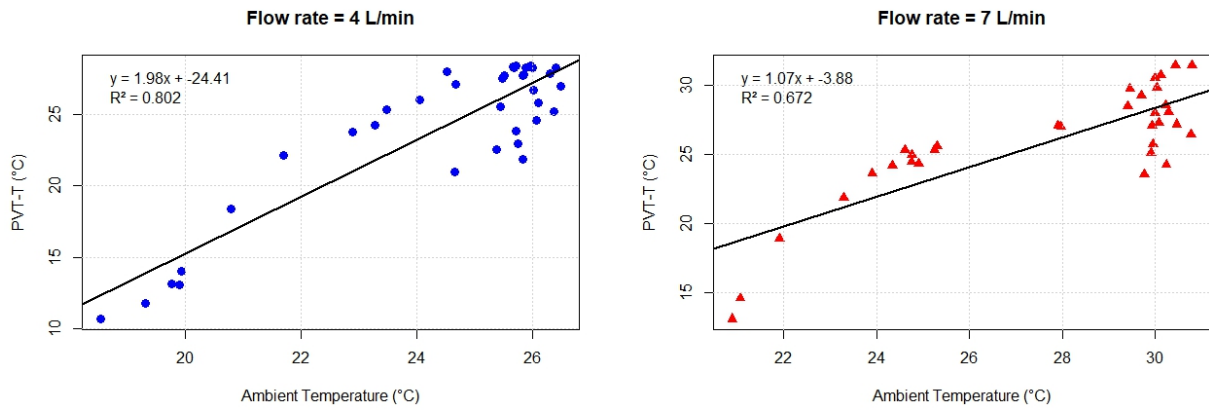 Flow rate = 4 L/min
y = 1.98x + -24.41
R² = 0.802
PVT-T (°C)
25
20
15
10
20
22
24
26
Ambient Temperature (°C)
Flow rate = 7 L/min
y = 1.07x + -3.88
R² = 0.672
PVT-T (°C)
30
25
20
15
22
24
26
28
30
Ambient Temperature (°C)